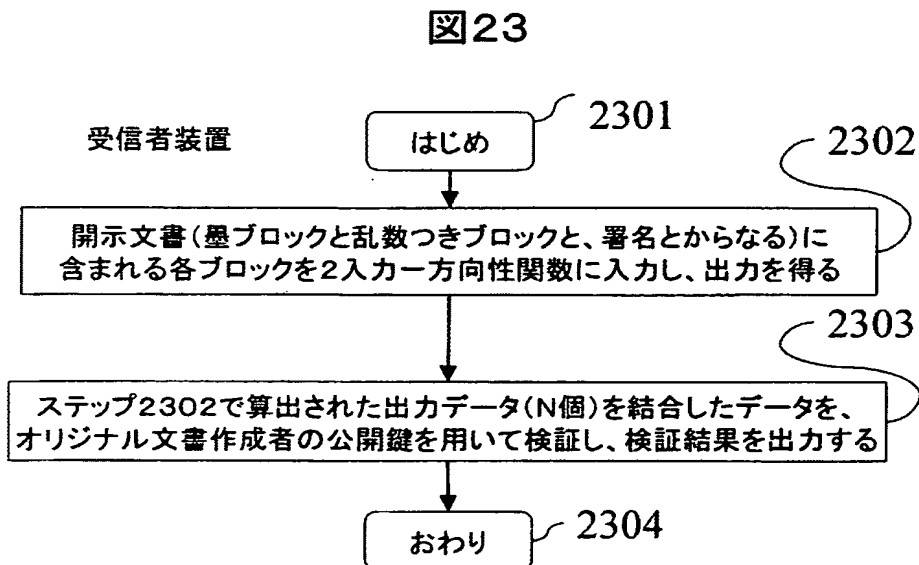 図23
2301
受信者装置
はじめ
2302
開示文書(墨ブロックと乱数つきブロックと、署名とからなる)に
含まれる各ブロックを2入力一方向性関数に入力し、出力を得る
2303
ステップ2302で算出された出力データ(N個)を結合したデータを、
オリジナル文書作成者の公開鍵を用いて検証し、検証結果を出力する
2304
おわり